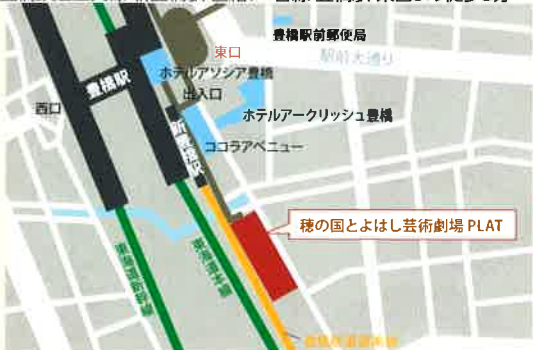 豊橋駅前郵便局
東口
駅前大通り
ホテルアソシア豊橋
豊橋駅
出入口
西口
ホテルアークリッシュ豊橋
新豊橋駅
ココラアベニュー
穂の国とよはし芸術劇場 PLAT
東海道新幹線
東海道本線